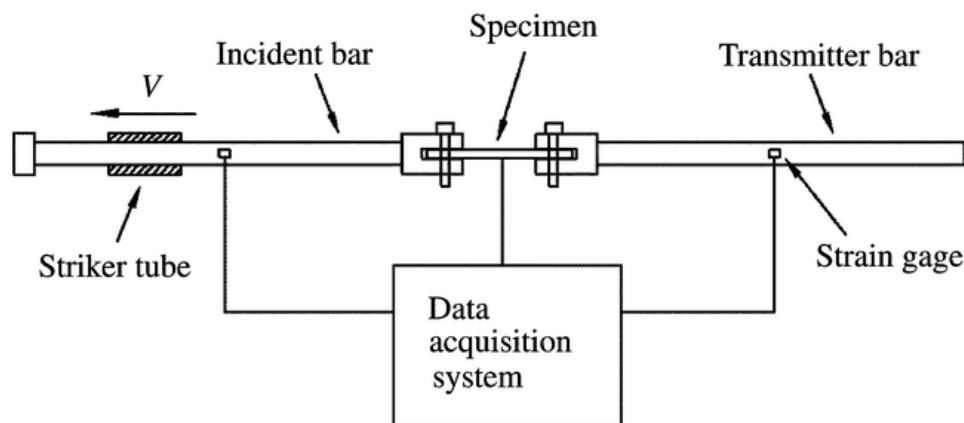 Specimen
Incident bar
Transmitter bar
V
Striker tube
Strain gage
Data
acquisition
system